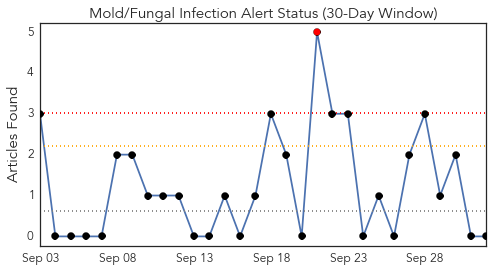 Mold/Fungal Infection Alert Status (30-Day Window)
Articles Found
5
4
3
2
1
0
Sep 03 Sep 08 Sep 13 Sep 18 Sep 23 Sep 28